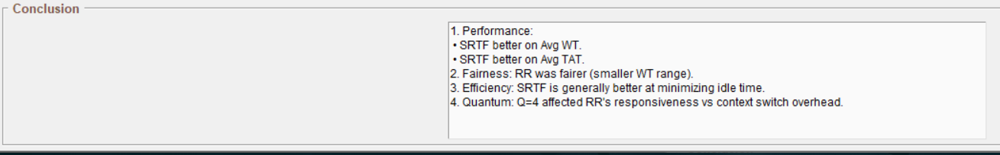 Conclusion
1. Performance:
• SRTF better on Avg WT.
• SRTF better on Avg TAT.
2. Fairness: RR was fairer (smaller WT range).
3. Efficiency: SRTF is generally better at minimizing idle time.
4. Quantum: Q=4 affected RR's responsiveness vs context switch overhead.